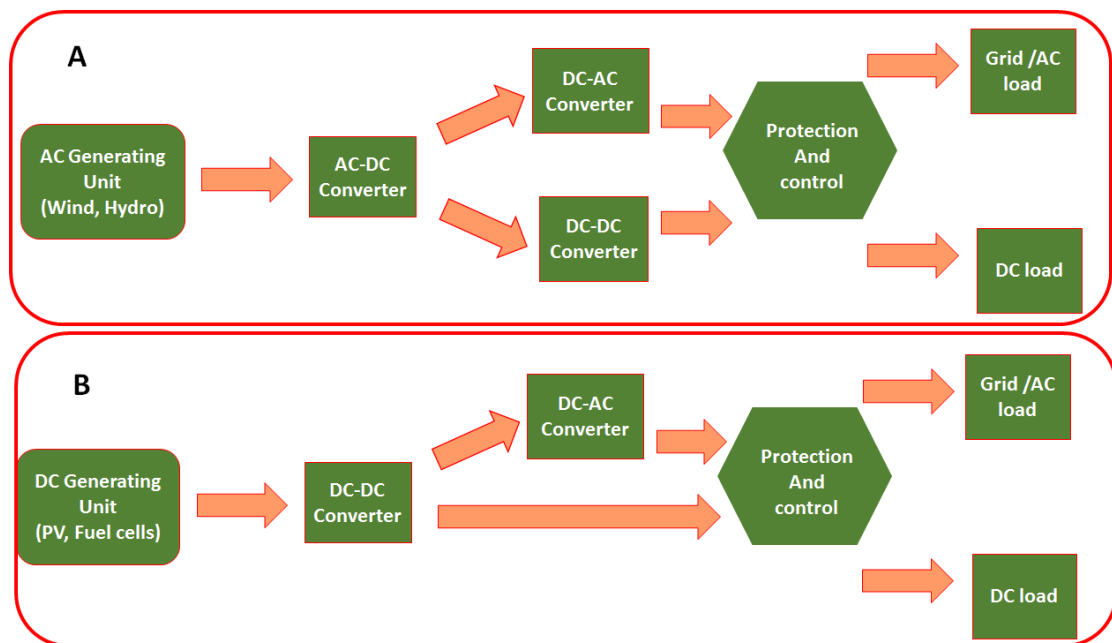 A
AC Generating
Unit
(Wind, Hydro)
AC-DC
Converter
DC-AC
Converter
DC-DC
Converter
Protection
And
control
Grid /AC
load
DC load
B
DC Generating
Unit
(PV, Fuel cells)
DC-DC
Converter
DC-AC
Converter
Protection
And
control
Grid /AC
load
DC load